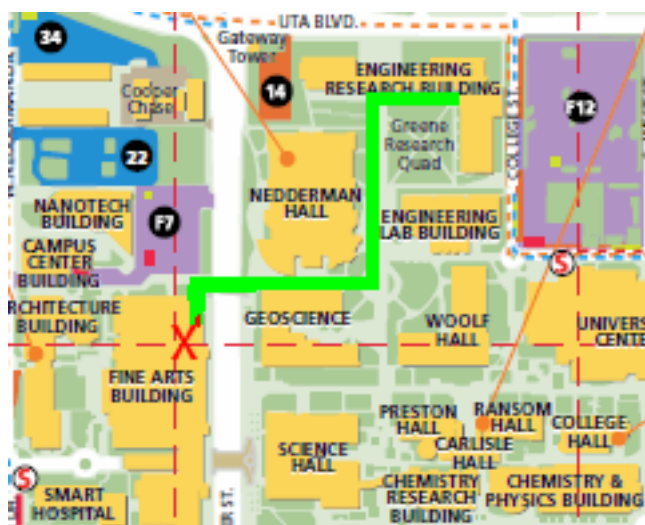 UTA BLVD.
34
Gateway
Tower
ENGINEERING
RESEARCH BUILDING
Cooper
Chase
14
COLLEGE ST.
F12
Greene
Research
Quad
22
NEDDERMAN
HALL
NANOTECH
BUILDING
F7
ENGINEERING
LAB BUILDING
CAMPUS
CENTER
BUILDING
S
RCHITECTURE
BUILDING
GEOSCIENCE
WOOLF
HALL
UNIVERS
CENTE
X
FINE ARTS
BUILDING
PRESTON
HALL
RANSOM
HALL
COLLEGE
HALL
CARLISLE
HALL
SCIENCE
HALL
S
CHEMISTRY
RESEARCH
BUILDING
CHEMISTRY &
PHYSICS BUILDING
SMART
HOSPITAL
ER ST.